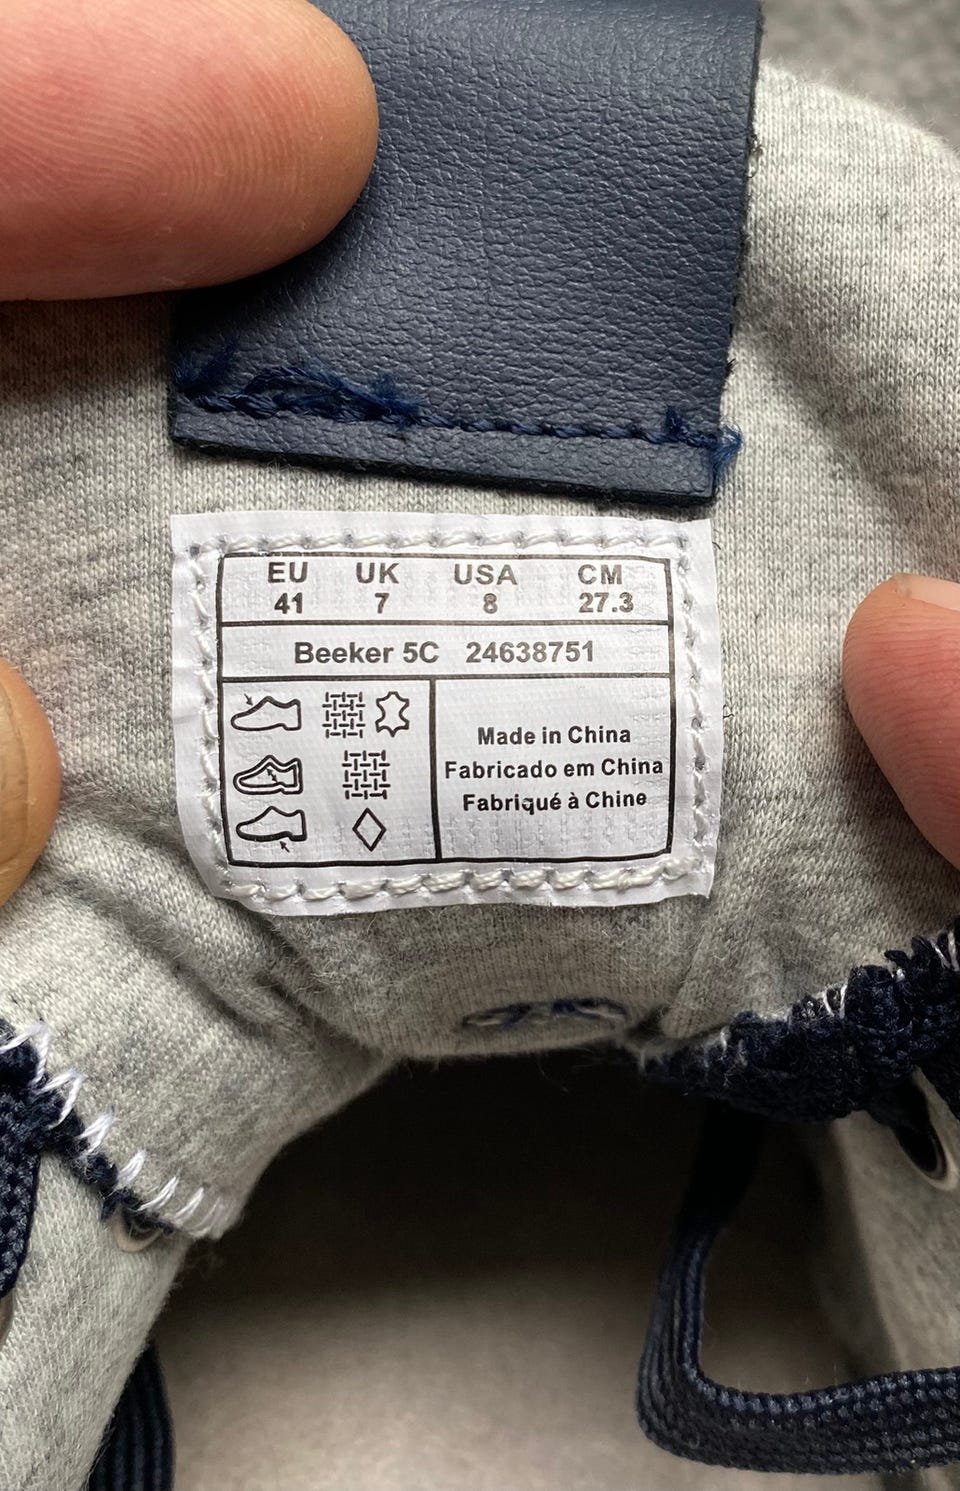 EU UK USA CM
41 7 8 27.3
Beeker 5C 24638751
Made in China
Fabricado em China
Fabriqué à Chine